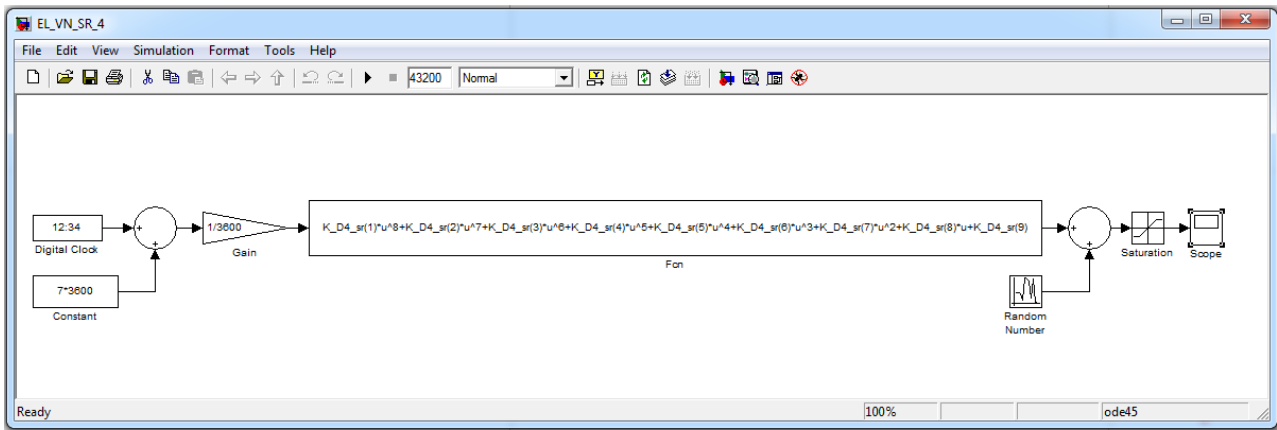 EL_VN_SR_4
File Edit View Simulation Format Tools Help
43200 Normal
12:34
Digital Clock
7*3600
Constant
1/3600
Gain
K_D4_sr(1)*u^8+K_D4_sr(2)*u^7+K_D4_sr(3)*u^6+K_D4_sr(4)*u^5+K_D4_sr(5)*u^4+K_D4_sr(6)*u^3+K_D4_sr(7)*u^2+K_D4_sr(8)*u+K_D4_sr(9)
Fcn
Random
Number
Saturation
Scope
Ready 100% ode45